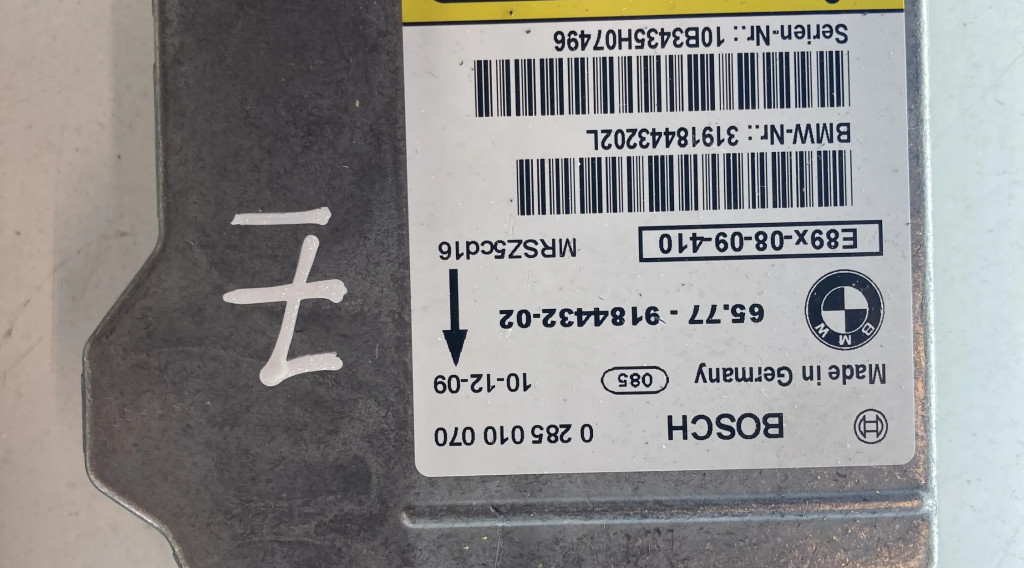 BOSCH 0 285 010 070
Made in Germany 085 10-12-09
BMW 65.77 - 9184432-02
E89x-08-09-410 MRSZ5cd16
BMW-Nr.: 31918443202L
Serien-Nr.: 10B3435H07496
7